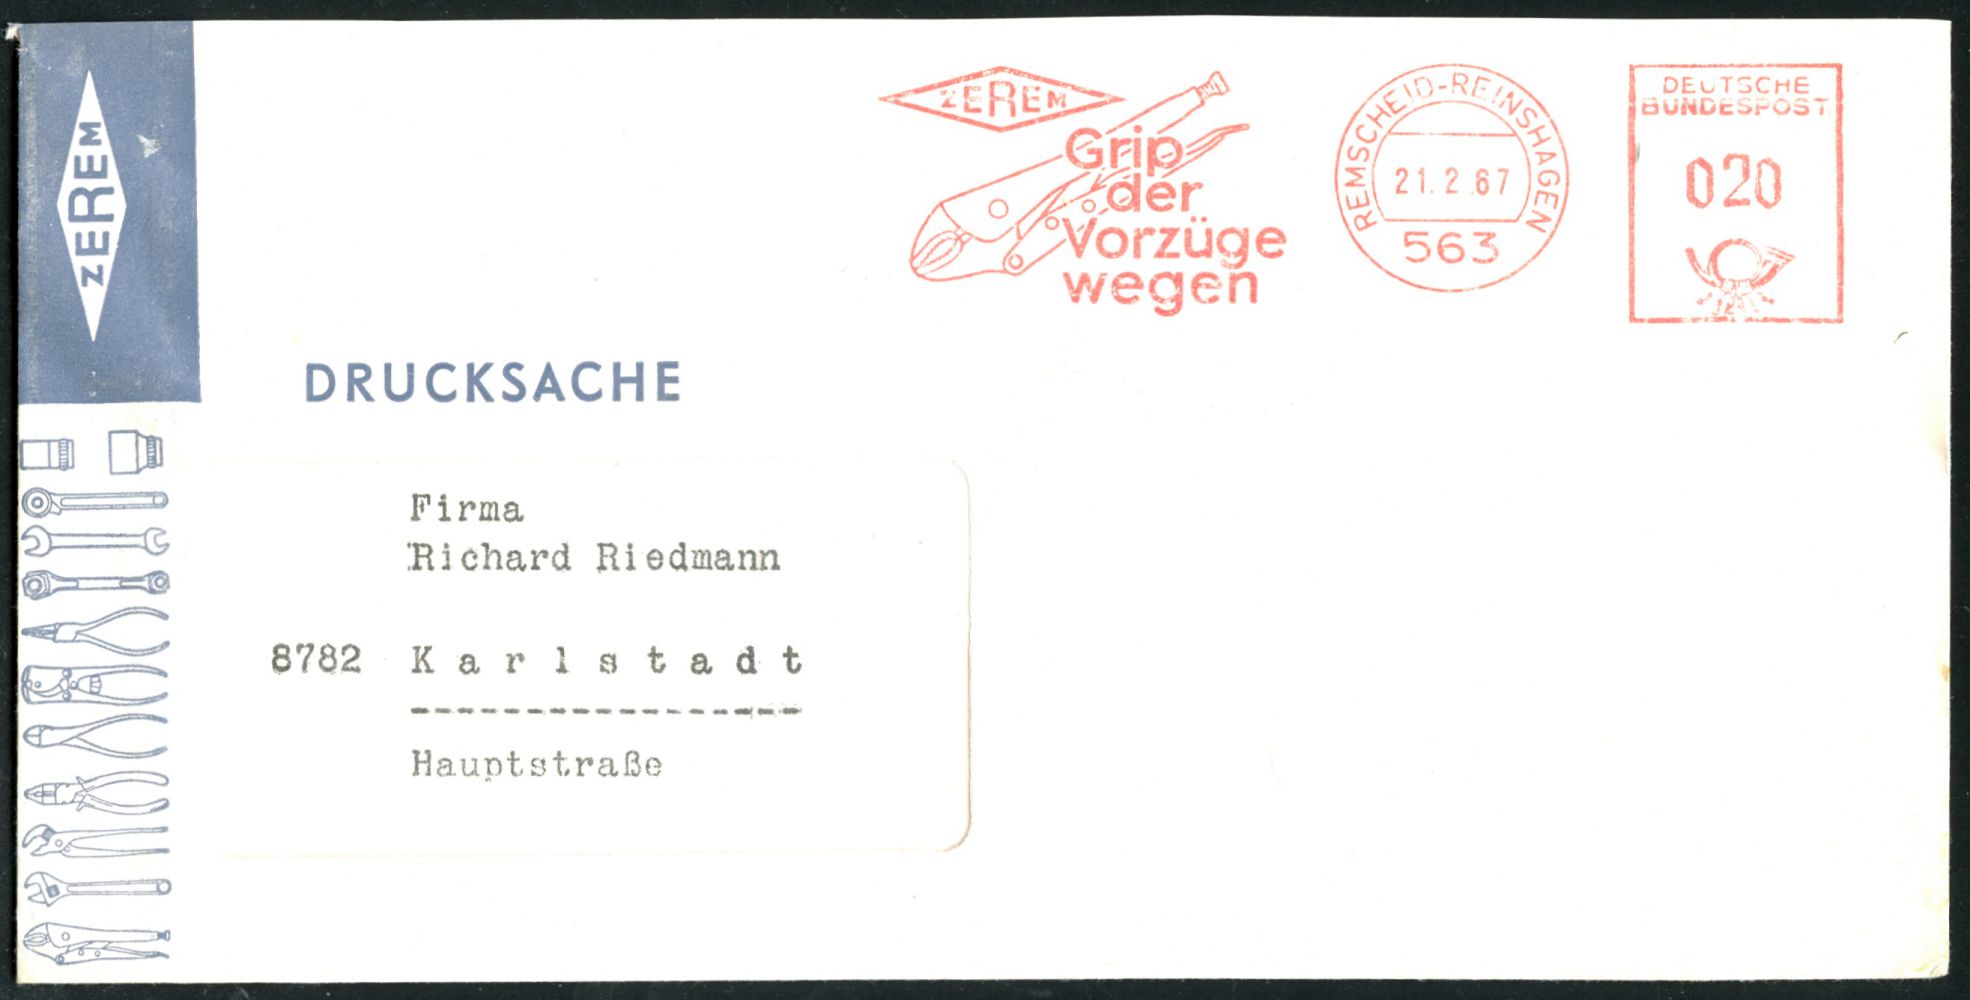 ZEREM
ZEREM
Grip
der
Vorzüge
wegen
REMSCHEID-REINSHAGEN
21.2.67
563
DEUTSCHE
BUNDESPOST
020
DRUCKSACHE
Firma
Richard Riedmann
8782 Karlstadt
-----------------
Hauptstraße